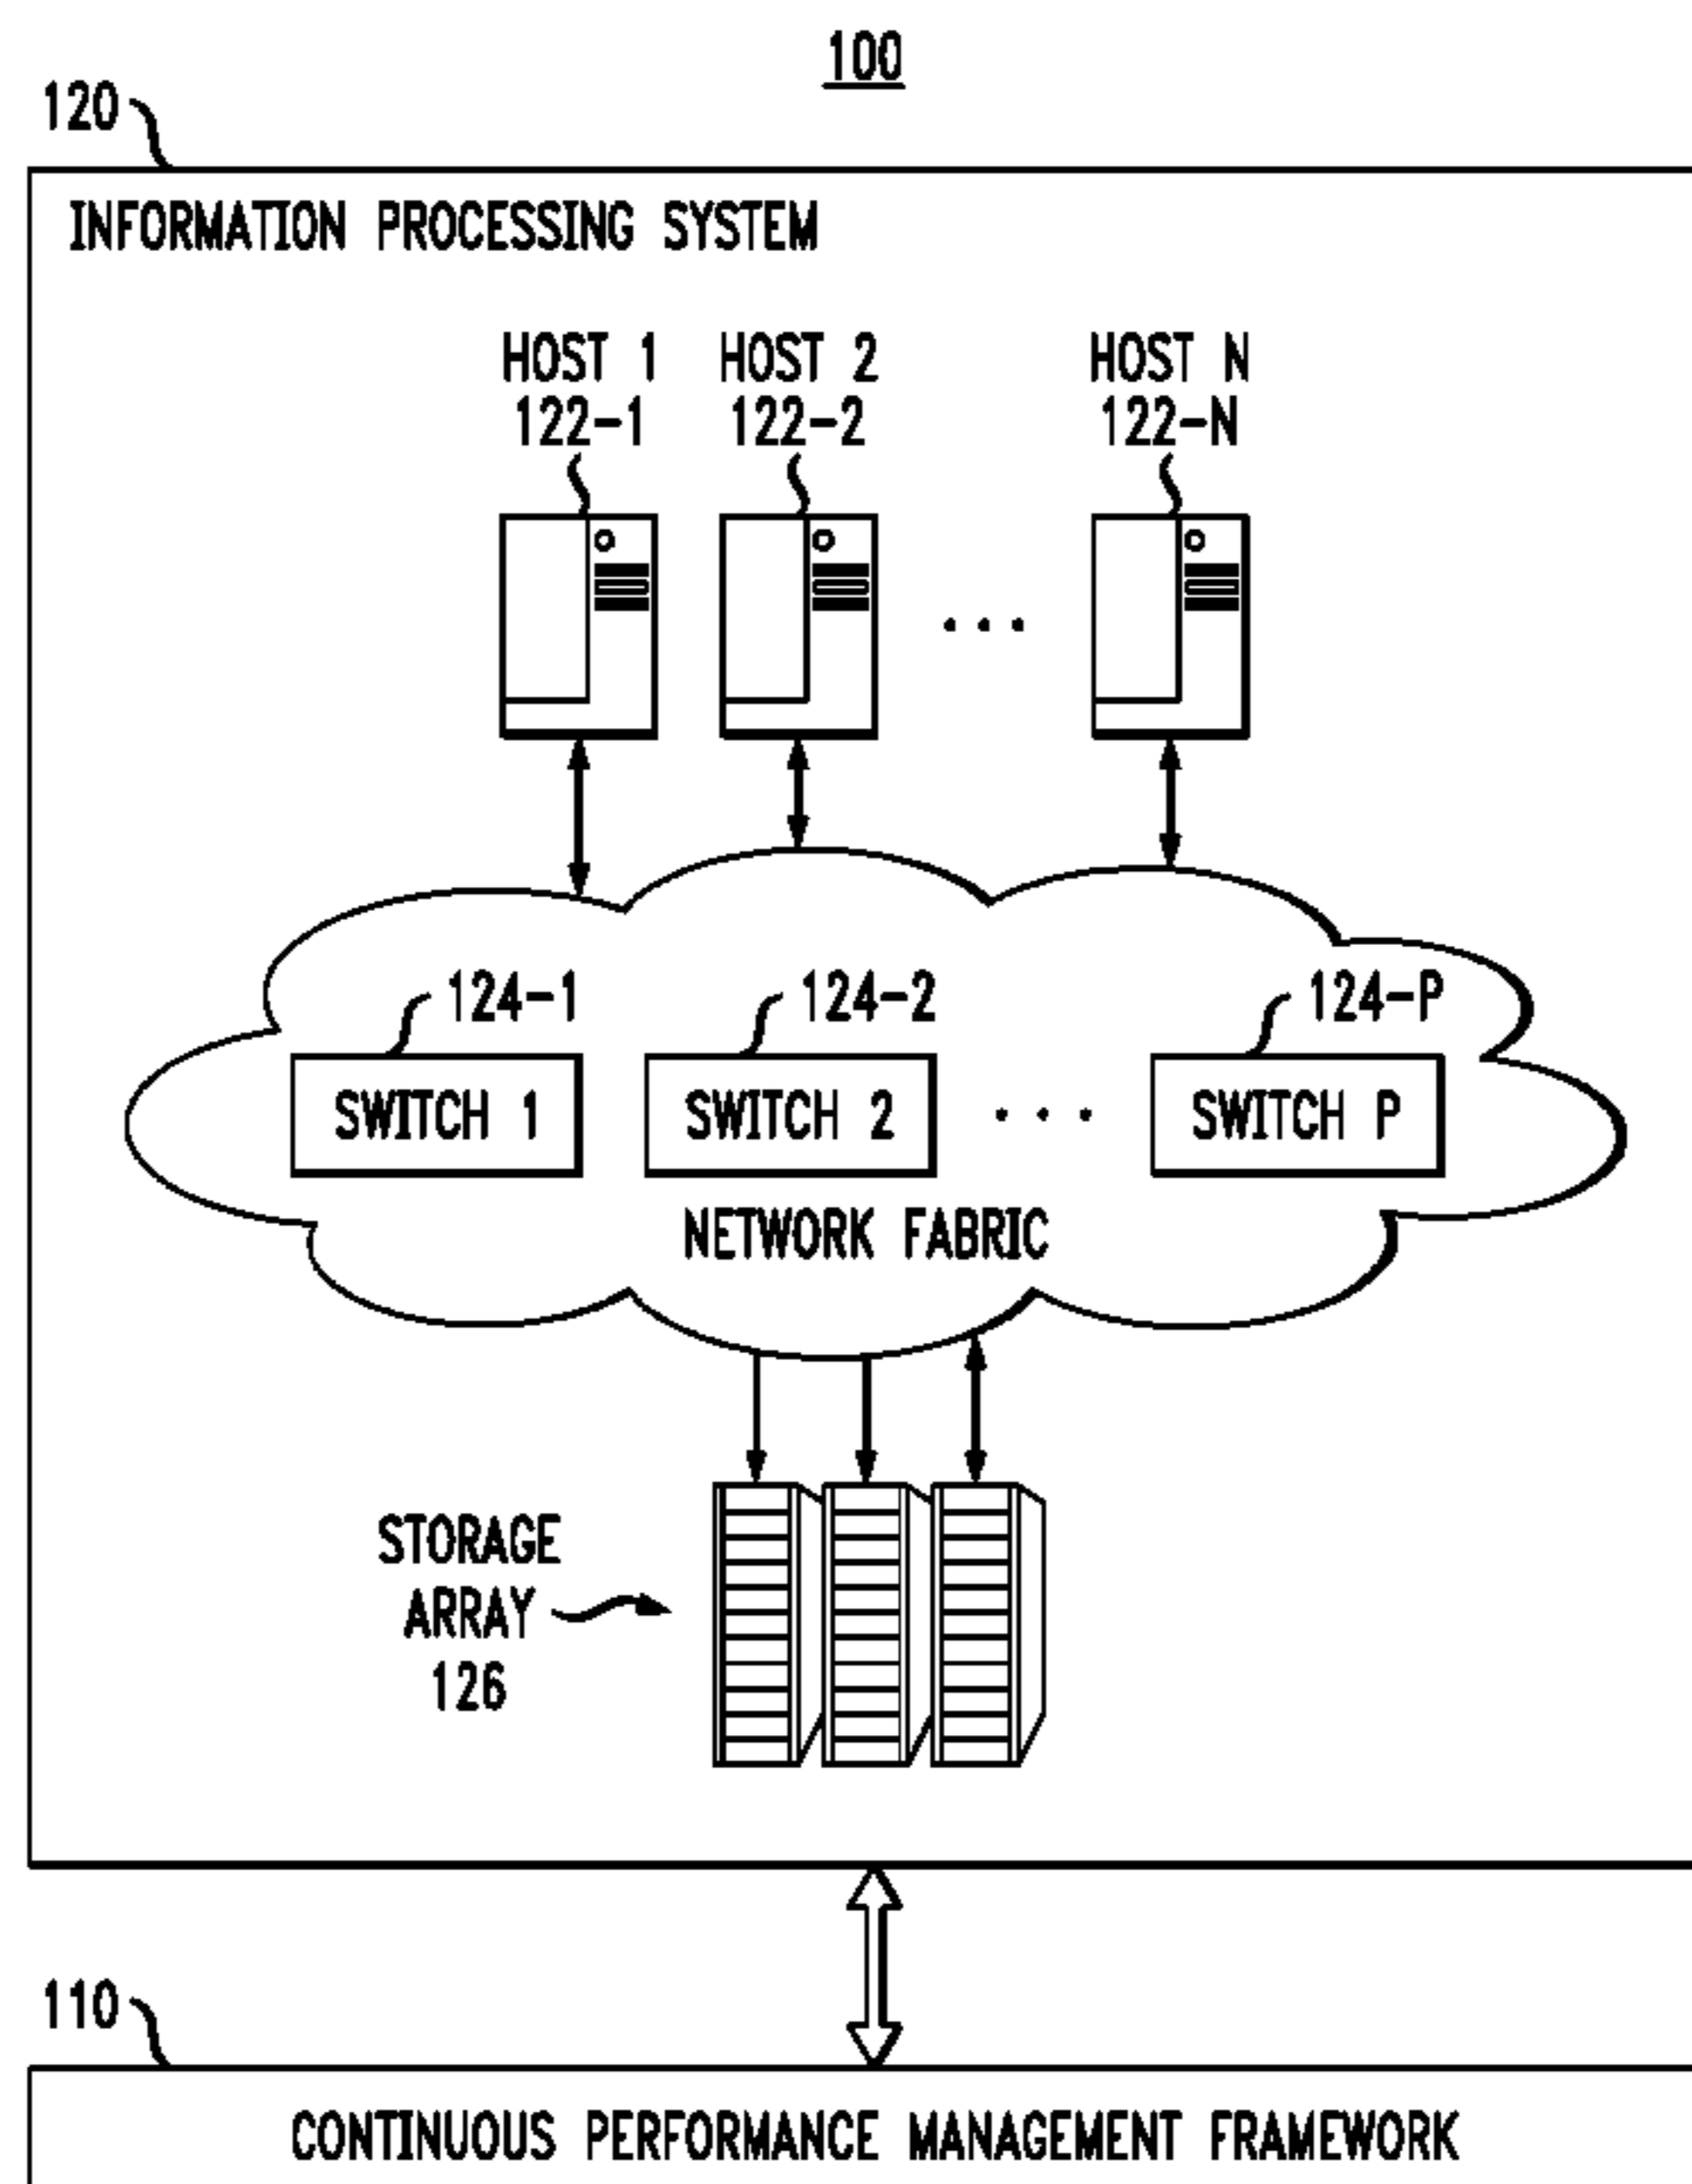 100
120
INFORMATION PROCESSING SYSTEM
HOST 1 HOST 2 HOST N
122-1 122-2 122-N
124-1 124-2 124-P
SWITCH 1 SWITCH 2 SWITCH P
NETWORK FABRIC
STORAGE
ARRAY
126
110
CONTINUOUS PERFORMANCE MANAGEMENT FRAMEWORK